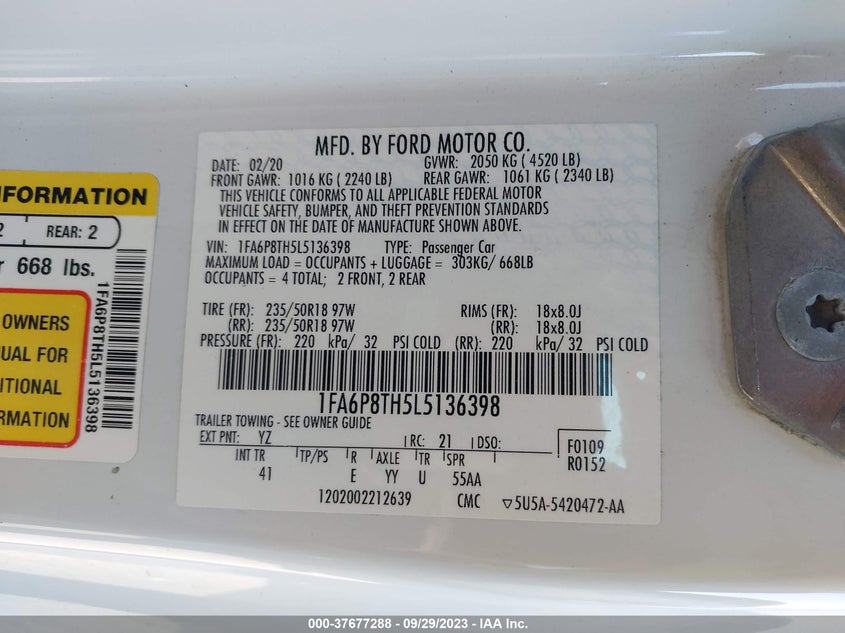 MFD. BY FORD MOTOR CO.
DATE: 02/20 GVWR: 2050 KG ( 4520 LB)
FRONT GAWR: 1016 KG ( 2240 LB) REAR GAWR: 1061 KG ( 2340 LB)
THIS VEHICLE CONFORMS TO ALL APPLICABLE FEDERAL MOTOR
VEHICLE SAFETY, BUMPER, AND THEFT PREVENTION STANDARDS
IN EFFECT ON THE DATE OF MANUFACTURE SHOWN ABOVE.
VIN: 1FA6P8TH5L5136398 TYPE: Passenger Car
MAXIMUM LOAD = OCCUPANTS + LUGGAGE = 303KG/ 668LB
OCCUPANTS = 4 TOTAL; 2 FRONT, 2 REAR
TIRE (FR): 235/50R18 97W RIMS (FR): 18x8.0J
(RR): 235/50R18 97W (RR): 18x8.0J
PRESSURE (FR): 220 kPa/ 32 PSI COLD (RR): 220 kPa/ 32 PSI COLD
1FA6P8TH5L5136398
TRAILER TOWING - SEE OWNER GUIDE
EXT PNT: YZ RC: 21 DSO: F0109
R0152
INT TR TP/PS R AXLE TR SPR
41 E YY U 55AA
1202002212639 CMC ▽5U5A-5420472-AA
INFORMATION
2 REAR: 2
r 668 lbs.
OWNERS
UAL FOR
ITIONAL
RMATION
1FA6P8TH5L5136398
000-37677288 - 09/29/2023 - IAA Inc.